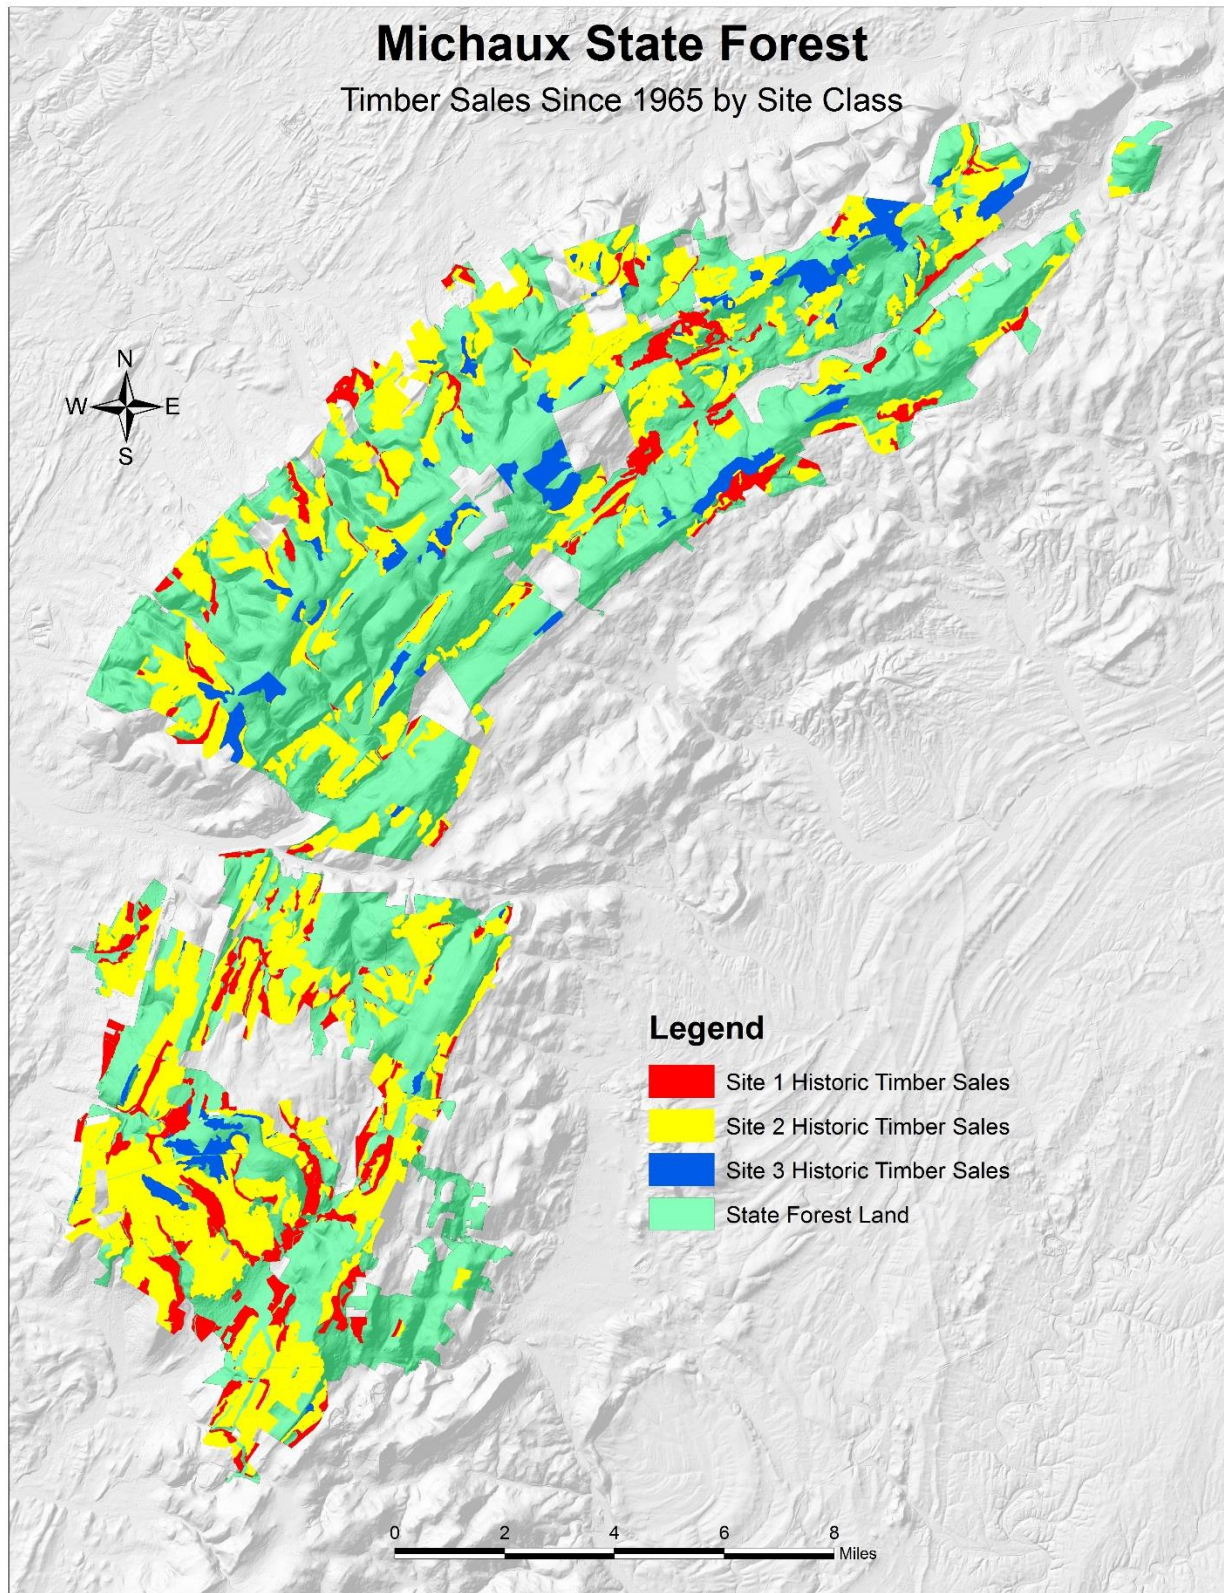 Michaux State Forest
Timber Sales Since 1965 by Site Class
N
W E
S
Legend
Site 1 Historic Timber Sales
Site 2 Historic Timber Sales
Site 3 Historic Timber Sales
State Forest Land
0 2 4 6 8
Miles